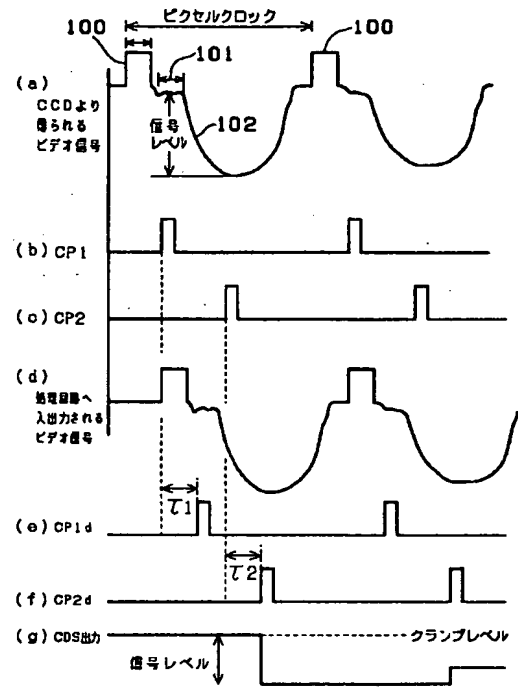 ピクセルクロック
100
100
101
(a)
CCDより
得られる
ビデオ信号
信号
レベル
102
(b) CP1
(c) CP2
(d)
処理回路へ
入出力される
ビデオ信号
τ1
(e) CP1d
τ2
(f) CP2d
(g) CDS出力
クランプレベル
信号レベル